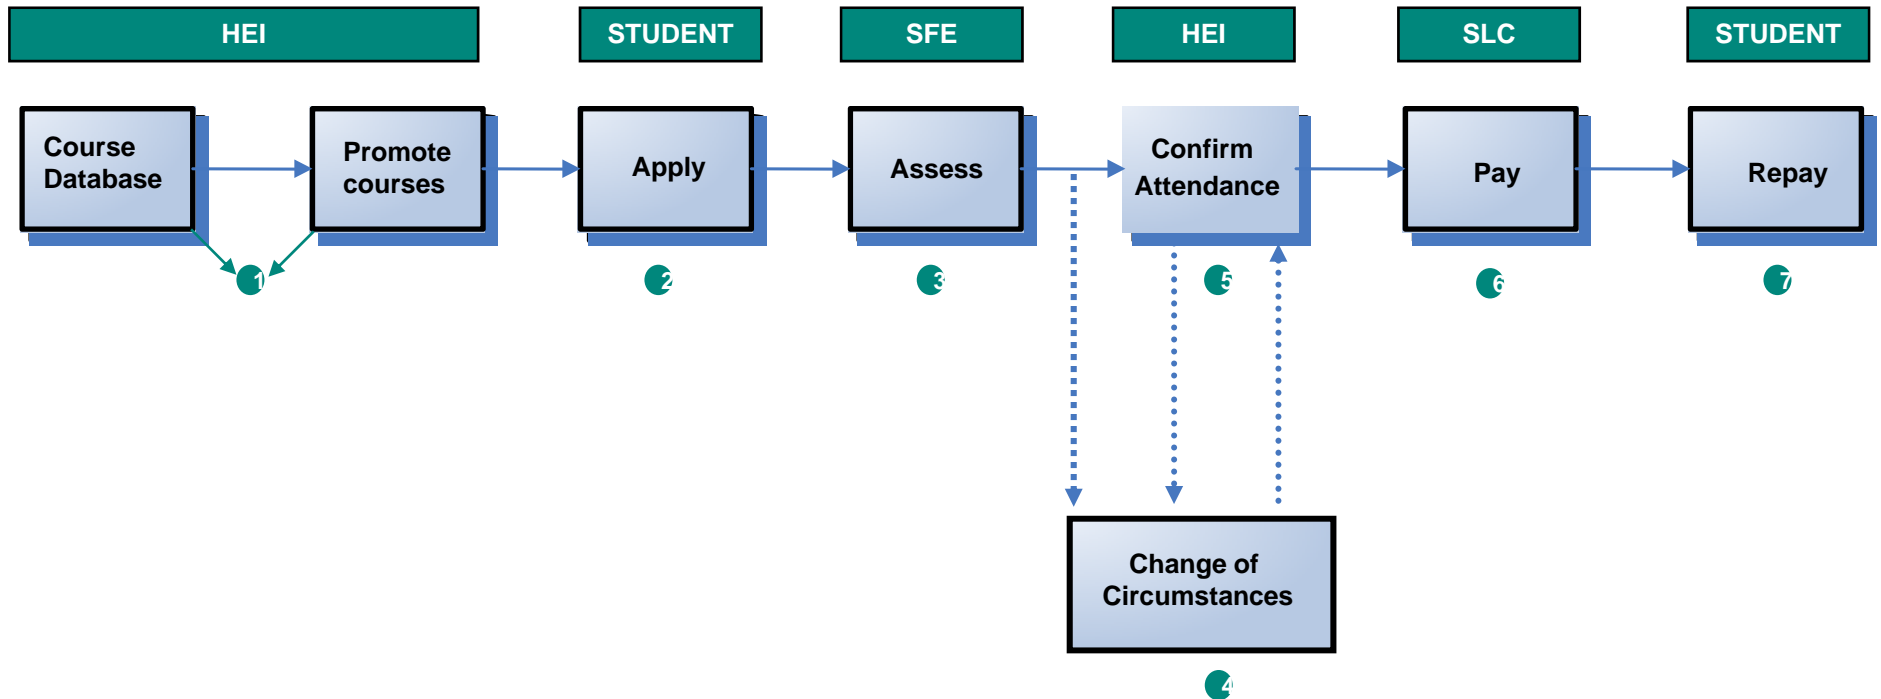 HEI
STUDENT
SFE
HEI
SLC
STUDENT
Course
Database
Promote
courses
Apply
Assess
Confirm
Attendance
Pay
Repay
1
2
3
5
6
7
Change of
Circumstances
4